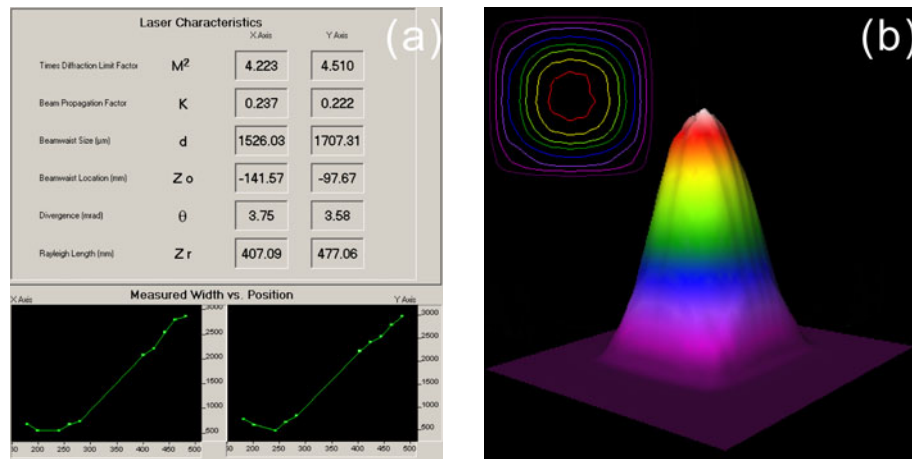 Laser Characteristics
(a)
X Axis Y Axis
Times Diffraction Limit Factor M² 4.223 4.510
Beam Propagation Factor K 0.237 0.222
Beamwaist Size (µm) d 1526.03 1707.31
Beamwaist Location (mm) Z o -141.57 -97.67
Divergence (mrad) θ 3.75 3.58
Rayleigh Length (mm) Z r 407.09 477.06
Measured Width vs. Position
X Axis Y Axis
3000 3000
2500 2500
2000 2000
1500 1500
1000 1000
500 500
200 250 300 350 400 450 500
200 250 300 350 400 450 500
(b)